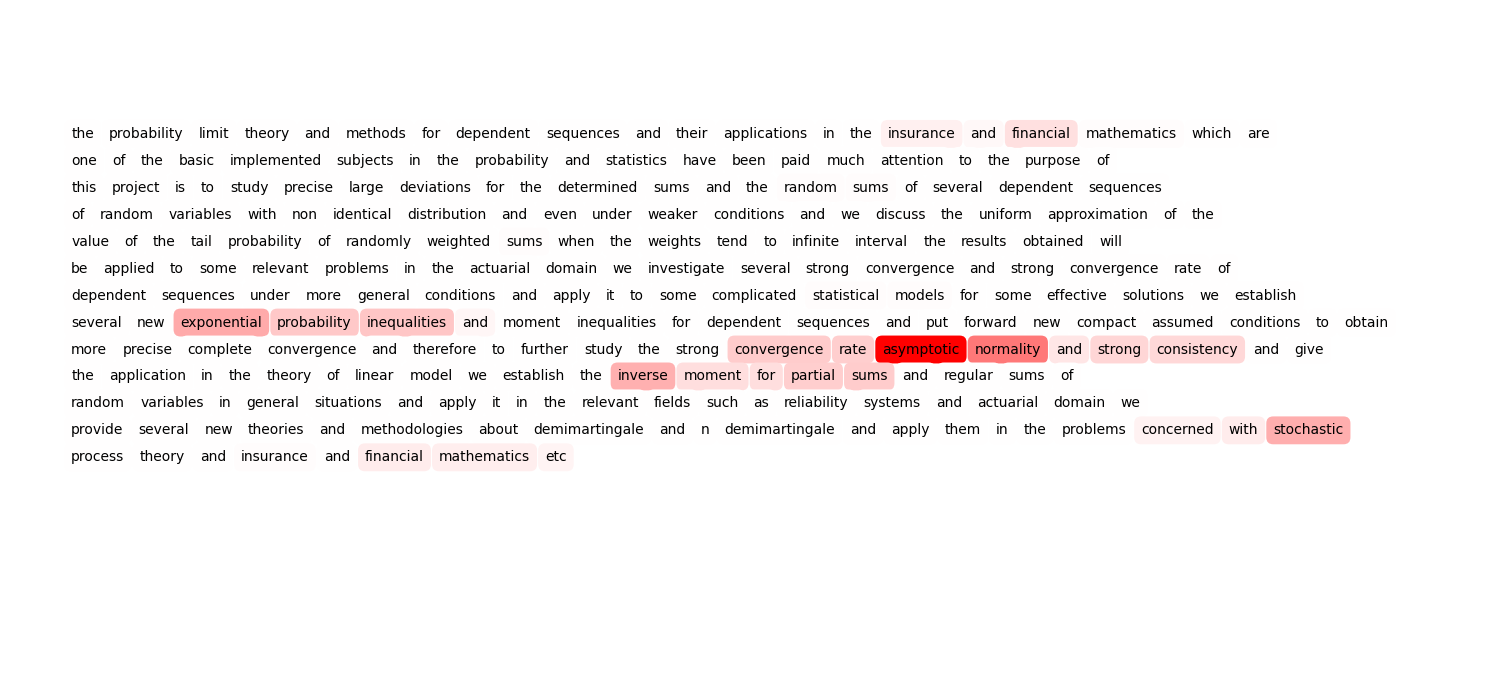 the probability limit theory and methods for dependent sequences and their applications in the insurance and financial mathematics which are
one of the basic implemented subjects in the probability and statistics have been paid much attention to the purpose of
this project is to study precise large deviations for the determined sums and the random sums of several dependent sequences
of random variables with non identical distribution and even under weaker conditions and we discuss the uniform approximation of the
value of the tail probability of randomly weighted sums when the weights tend to infinite interval the results obtained will
be applied to some relevant problems in the actuarial domain we investigate several strong convergence and strong convergence rate of
dependent sequences under more general conditions and apply it to some complicated statistical models for some effective solutions we establish
several new exponential probability inequalities and moment inequalities for dependent sequences and put forward new compact assumed conditions to obtain
more precise complete convergence and therefore to further study the strong convergence rate asymptotic normality and strong consistency and give
the application in the theory of linear model we establish the inverse moment for partial sums and regular sums of
random variables in general situations and apply it in the relevant fields such as reliability systems and actuarial domain we
provide several new theories and methodologies about demimartingale and n demimartingale and apply them in the problems concerned with stochastic
process theory and insurance and financial mathematics etc